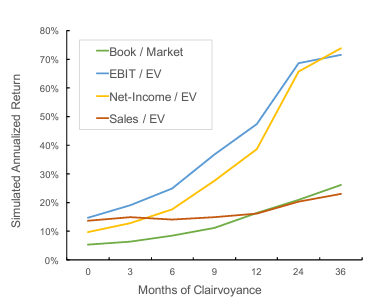 80%
70%
60%
50%
40%
30%
20%
10%
0%
Simulated Annualized Return
Book / Market
EBIT / EV
Net-Income / EV
Sales / EV
0 3 6 9 12 24 36
Months of Clairvoyance